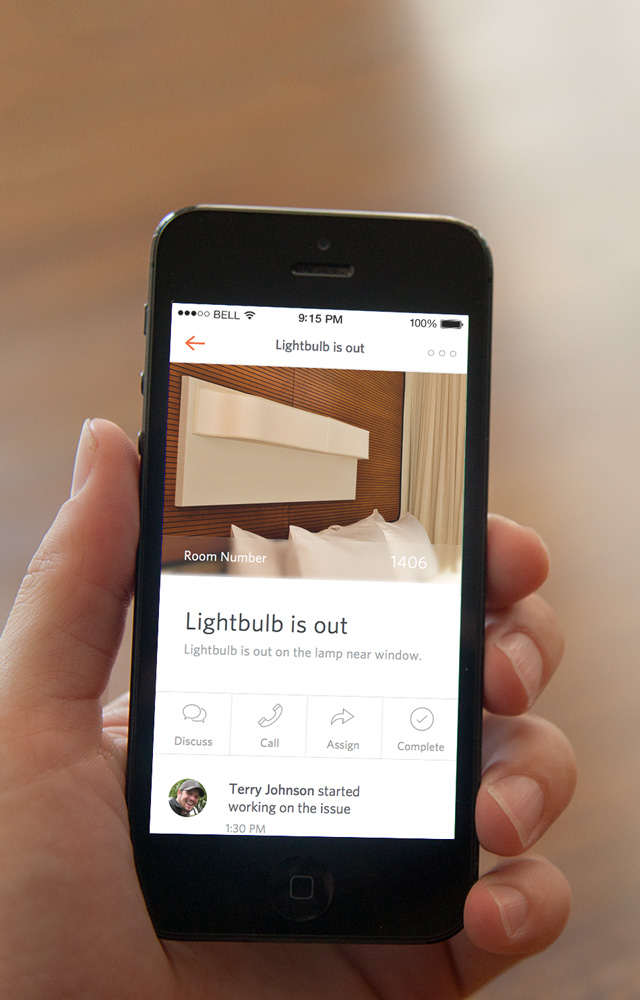 BELL 9:15 PM 100%
Lightbulb is out
Room Number 1406
Lightbulb is out
Lightbulb is out on the lamp near window.
Discuss Call Assign Complete
Terry Johnson started
working on the issue
1:30 PM